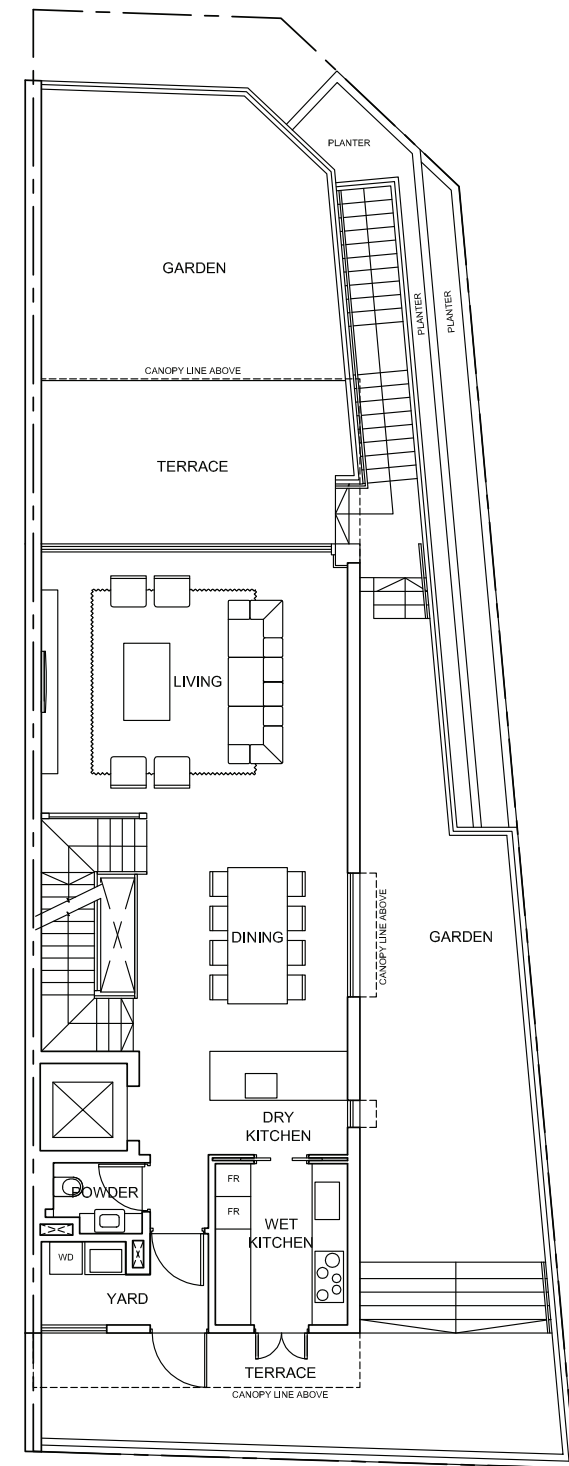 PLANTER
GARDEN
PLANTER
PLANTER
CANOPY LINE ABOVE
TERRACE
LIVING
DINING
CANOPY LINE ABOVE
GARDEN
DRY
KITCHEN
FR
POWDER
FR
WET
KITCHEN
WD
YARD
TERRACE
CANOPY LINE ABOVE